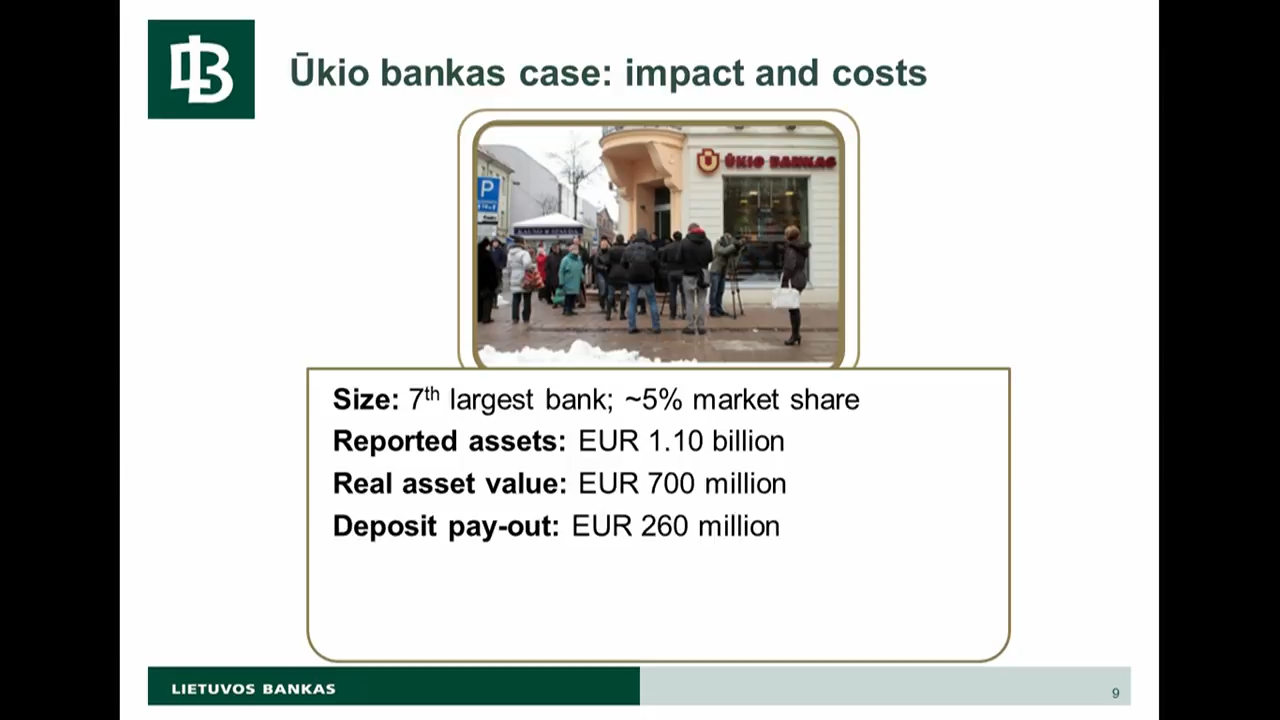 Ūkio bankas case: impact and costs
P
ŪKIO BANKAS
Size: 7th largest bank; ~5% market share
Reported assets: EUR 1.10 billion
Real asset value: EUR 700 million
Deposit pay-out: EUR 260 million
LIETUVOS BANKAS
9